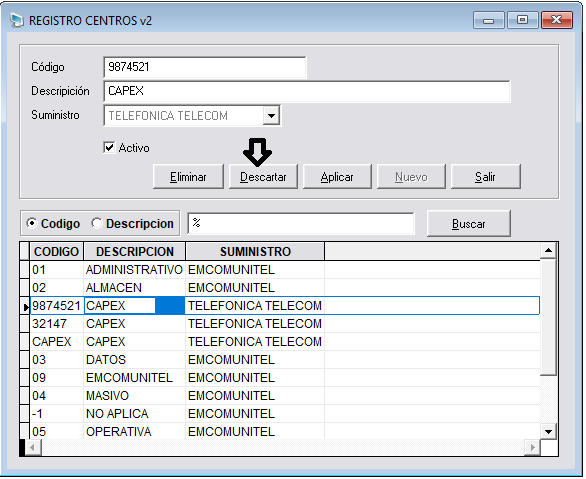 REGISTRO CENTROS v2
Código 9874521
Descripición CAPEX
Suministro TELEFONICA TELECOM
Activo
Eliminar Descartar Aplicar Nuevo Salir
Codigo Descripcion % Buscar
CODIGO DESCRIPCION SUMINISTRO
01 ADMINISTRATIVO EMCOMUNITEL
02 ALMACEN EMCOMUNITEL
9874521 CAPEX TELEFONICA TELECOM
32147 CAPEX TELEFONICA TELECOM
CAPEX CAPEX TELEFONICA TELECOM
03 DATOS EMCOMUNITEL
09 EMCOMUNITEL EMCOMUNITEL
04 MASIVO EMCOMUNITEL
-1 NO APLICA EMCOMUNITEL
05 OPERATIVA EMCOMUNITEL